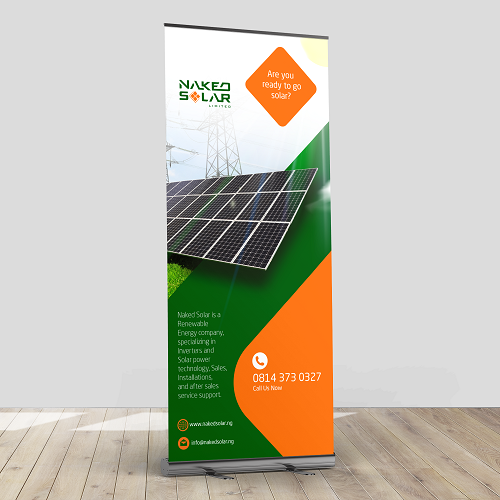 NAKED
SOLAR
LIMITED
Are you
ready to go
solar?
Naked Solar is a
Renewable
Energy company,
specializing in
Inverters and
Solar power
technology, Sales,
Installations
and after sales
service support.
0814 373 0327
Call Us Now
www.nakedsolar.ng
info@nakedsolar.ng